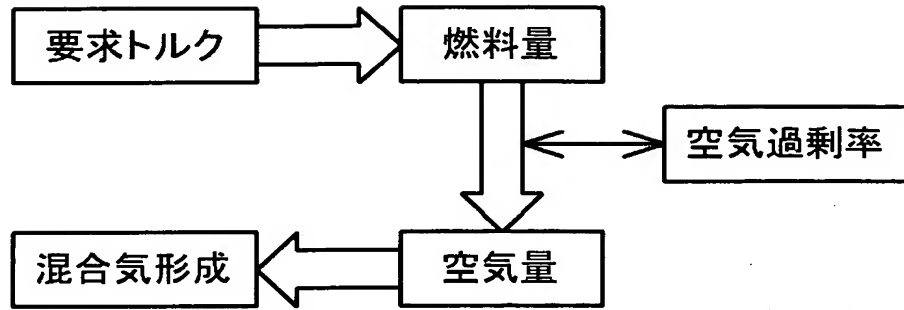 要求トルク
燃料量
空気過剰率
空気量
混合気形成